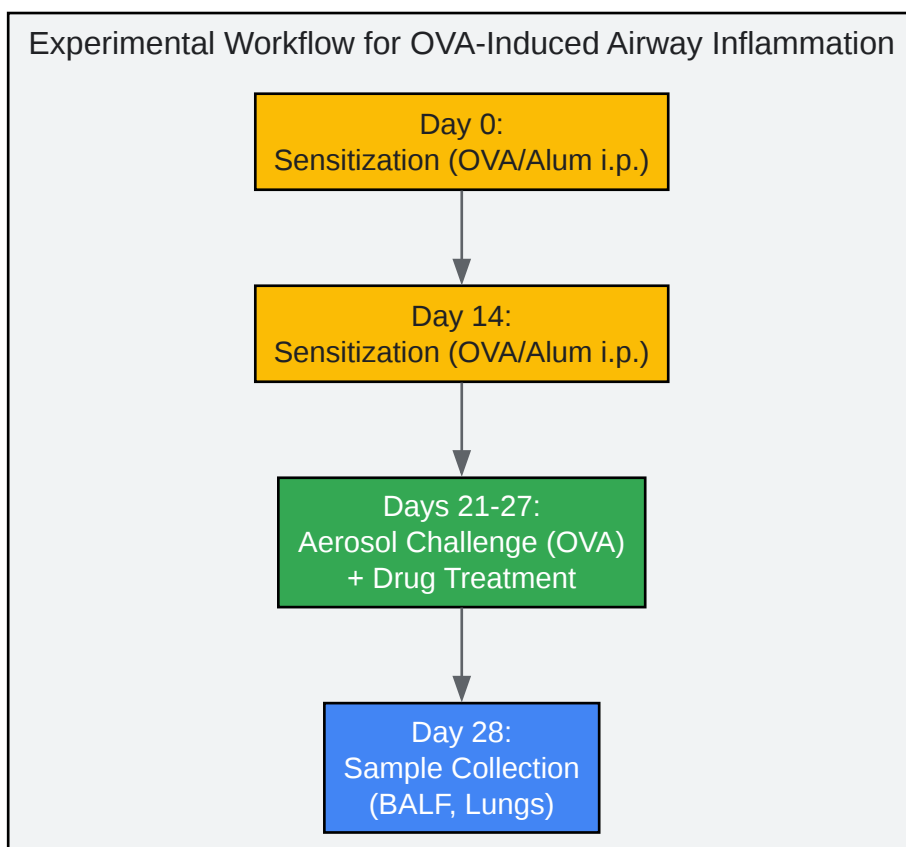 Experimental Workflow for OVA-Induced Airway Inflammation
Day 0:
Sensitization (OVA/Alum i.p.)
Day 14:
Sensitization (OVA/Alum i.p.)
Days 21-27:
Aerosol Challenge (OVA)
+ Drug Treatment
Day 28:
Sample Collection
(BALF, Lungs)